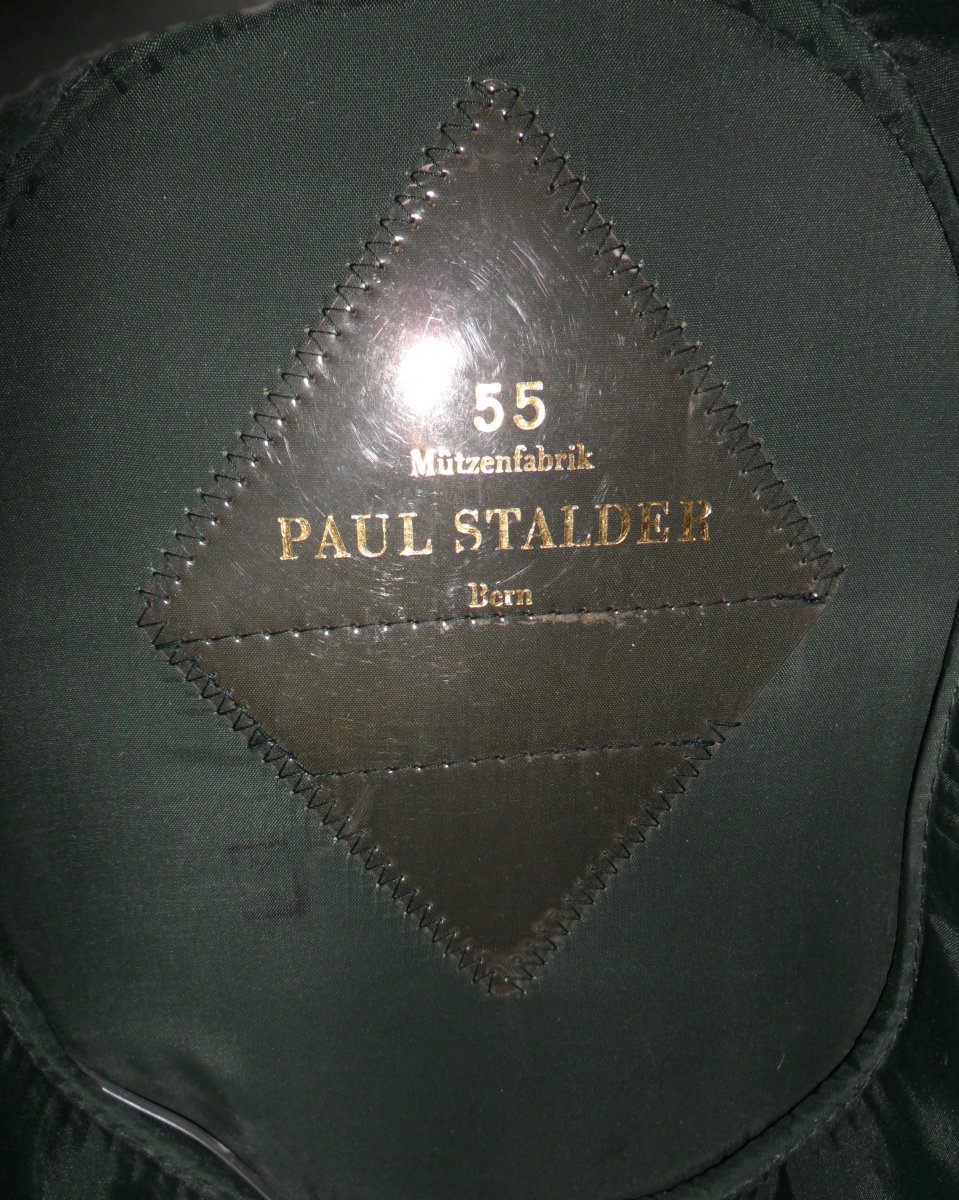 55
Mützenfabrik
PAUL STALDER
Bern